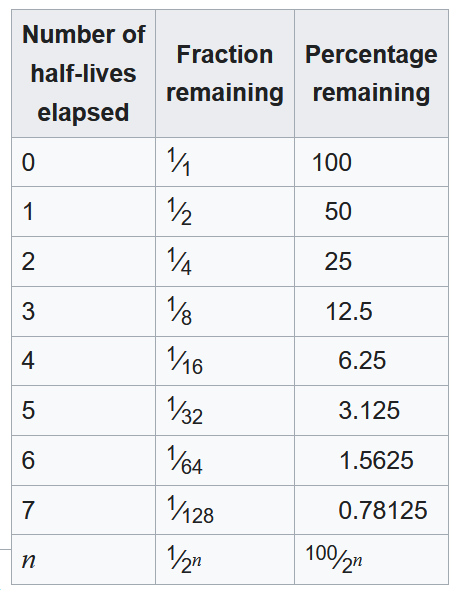 Number of half-lives elapsed	Fraction remaining	Percentage remaining
0	1⁄1	100
1	1⁄2	50
2	1⁄4	25
3	1⁄8	12.5
4	1⁄16	6.25
5	1⁄32	3.125
6	1⁄64	1.5625
7	1⁄128	0.78125
n	1⁄2ⁿ	100⁄2ⁿ